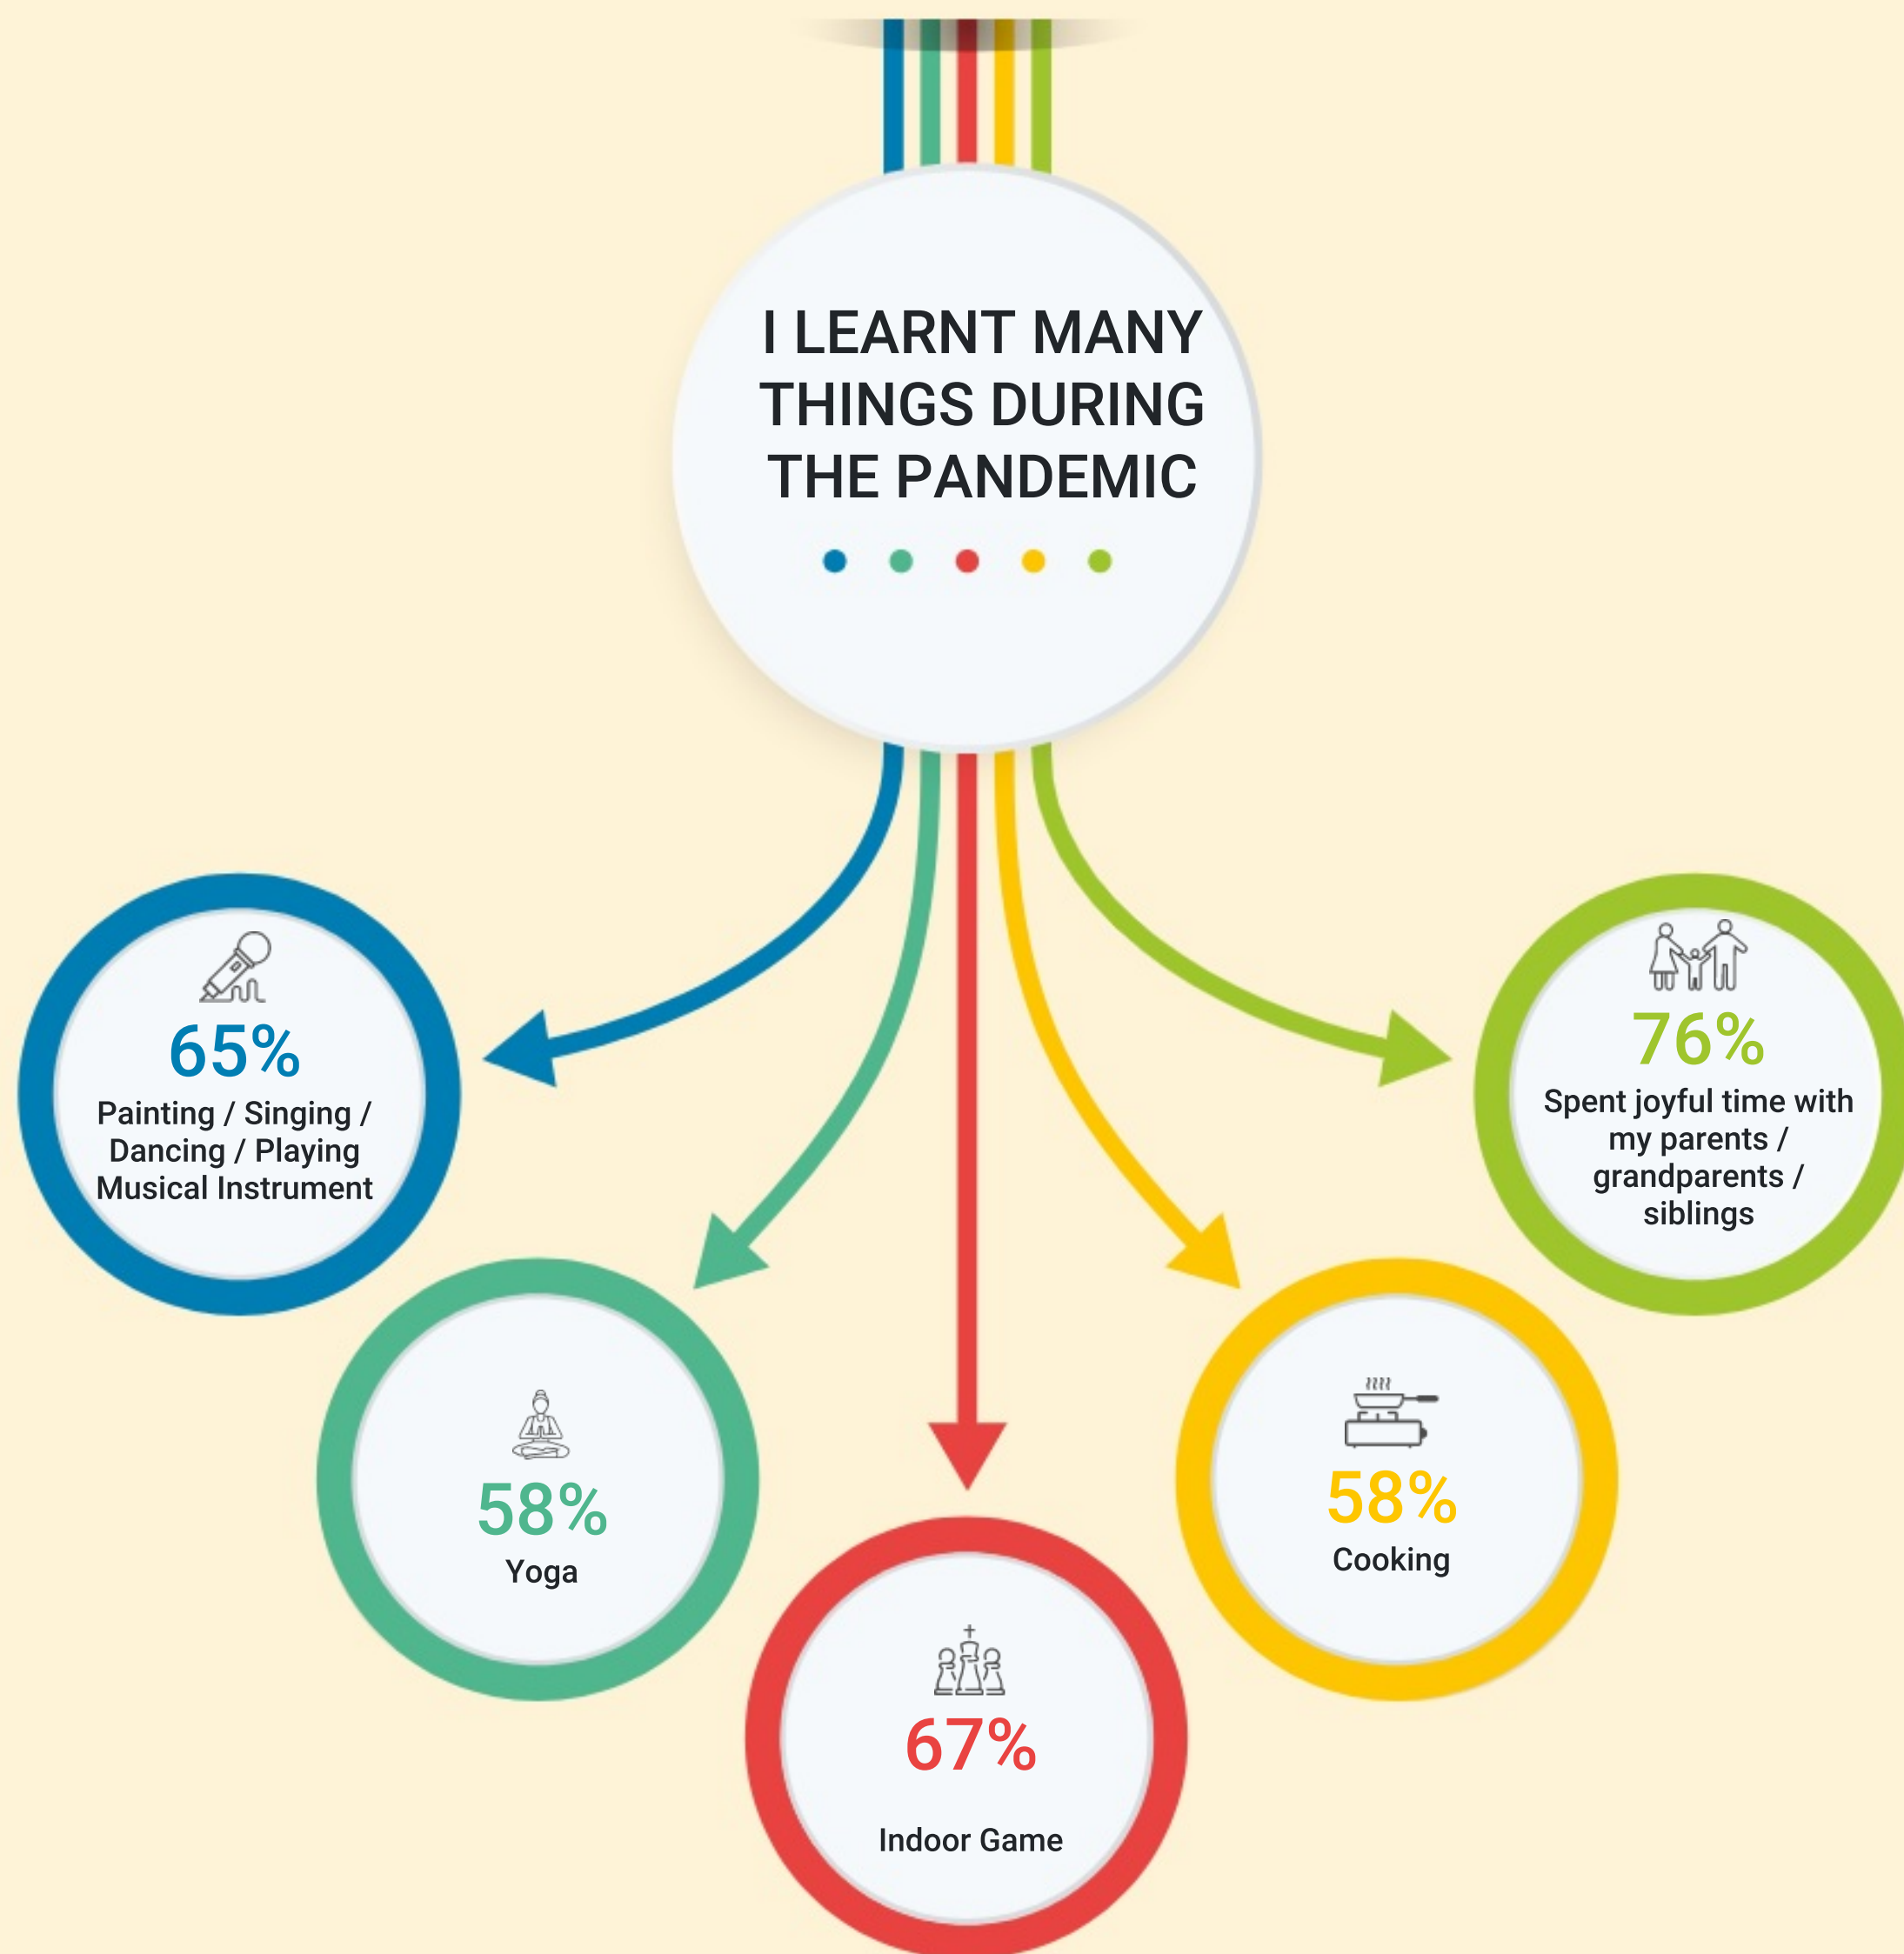 I LEARNT MANY
THINGS DURING
THE PANDEMIC
65%
Painting / Singing /
Dancing / Playing
Musical Instrument
76%
Spent joyful time with
my parents /
grandparents /
siblings
58%
Yoga
58%
Cooking
67%
Indoor Game